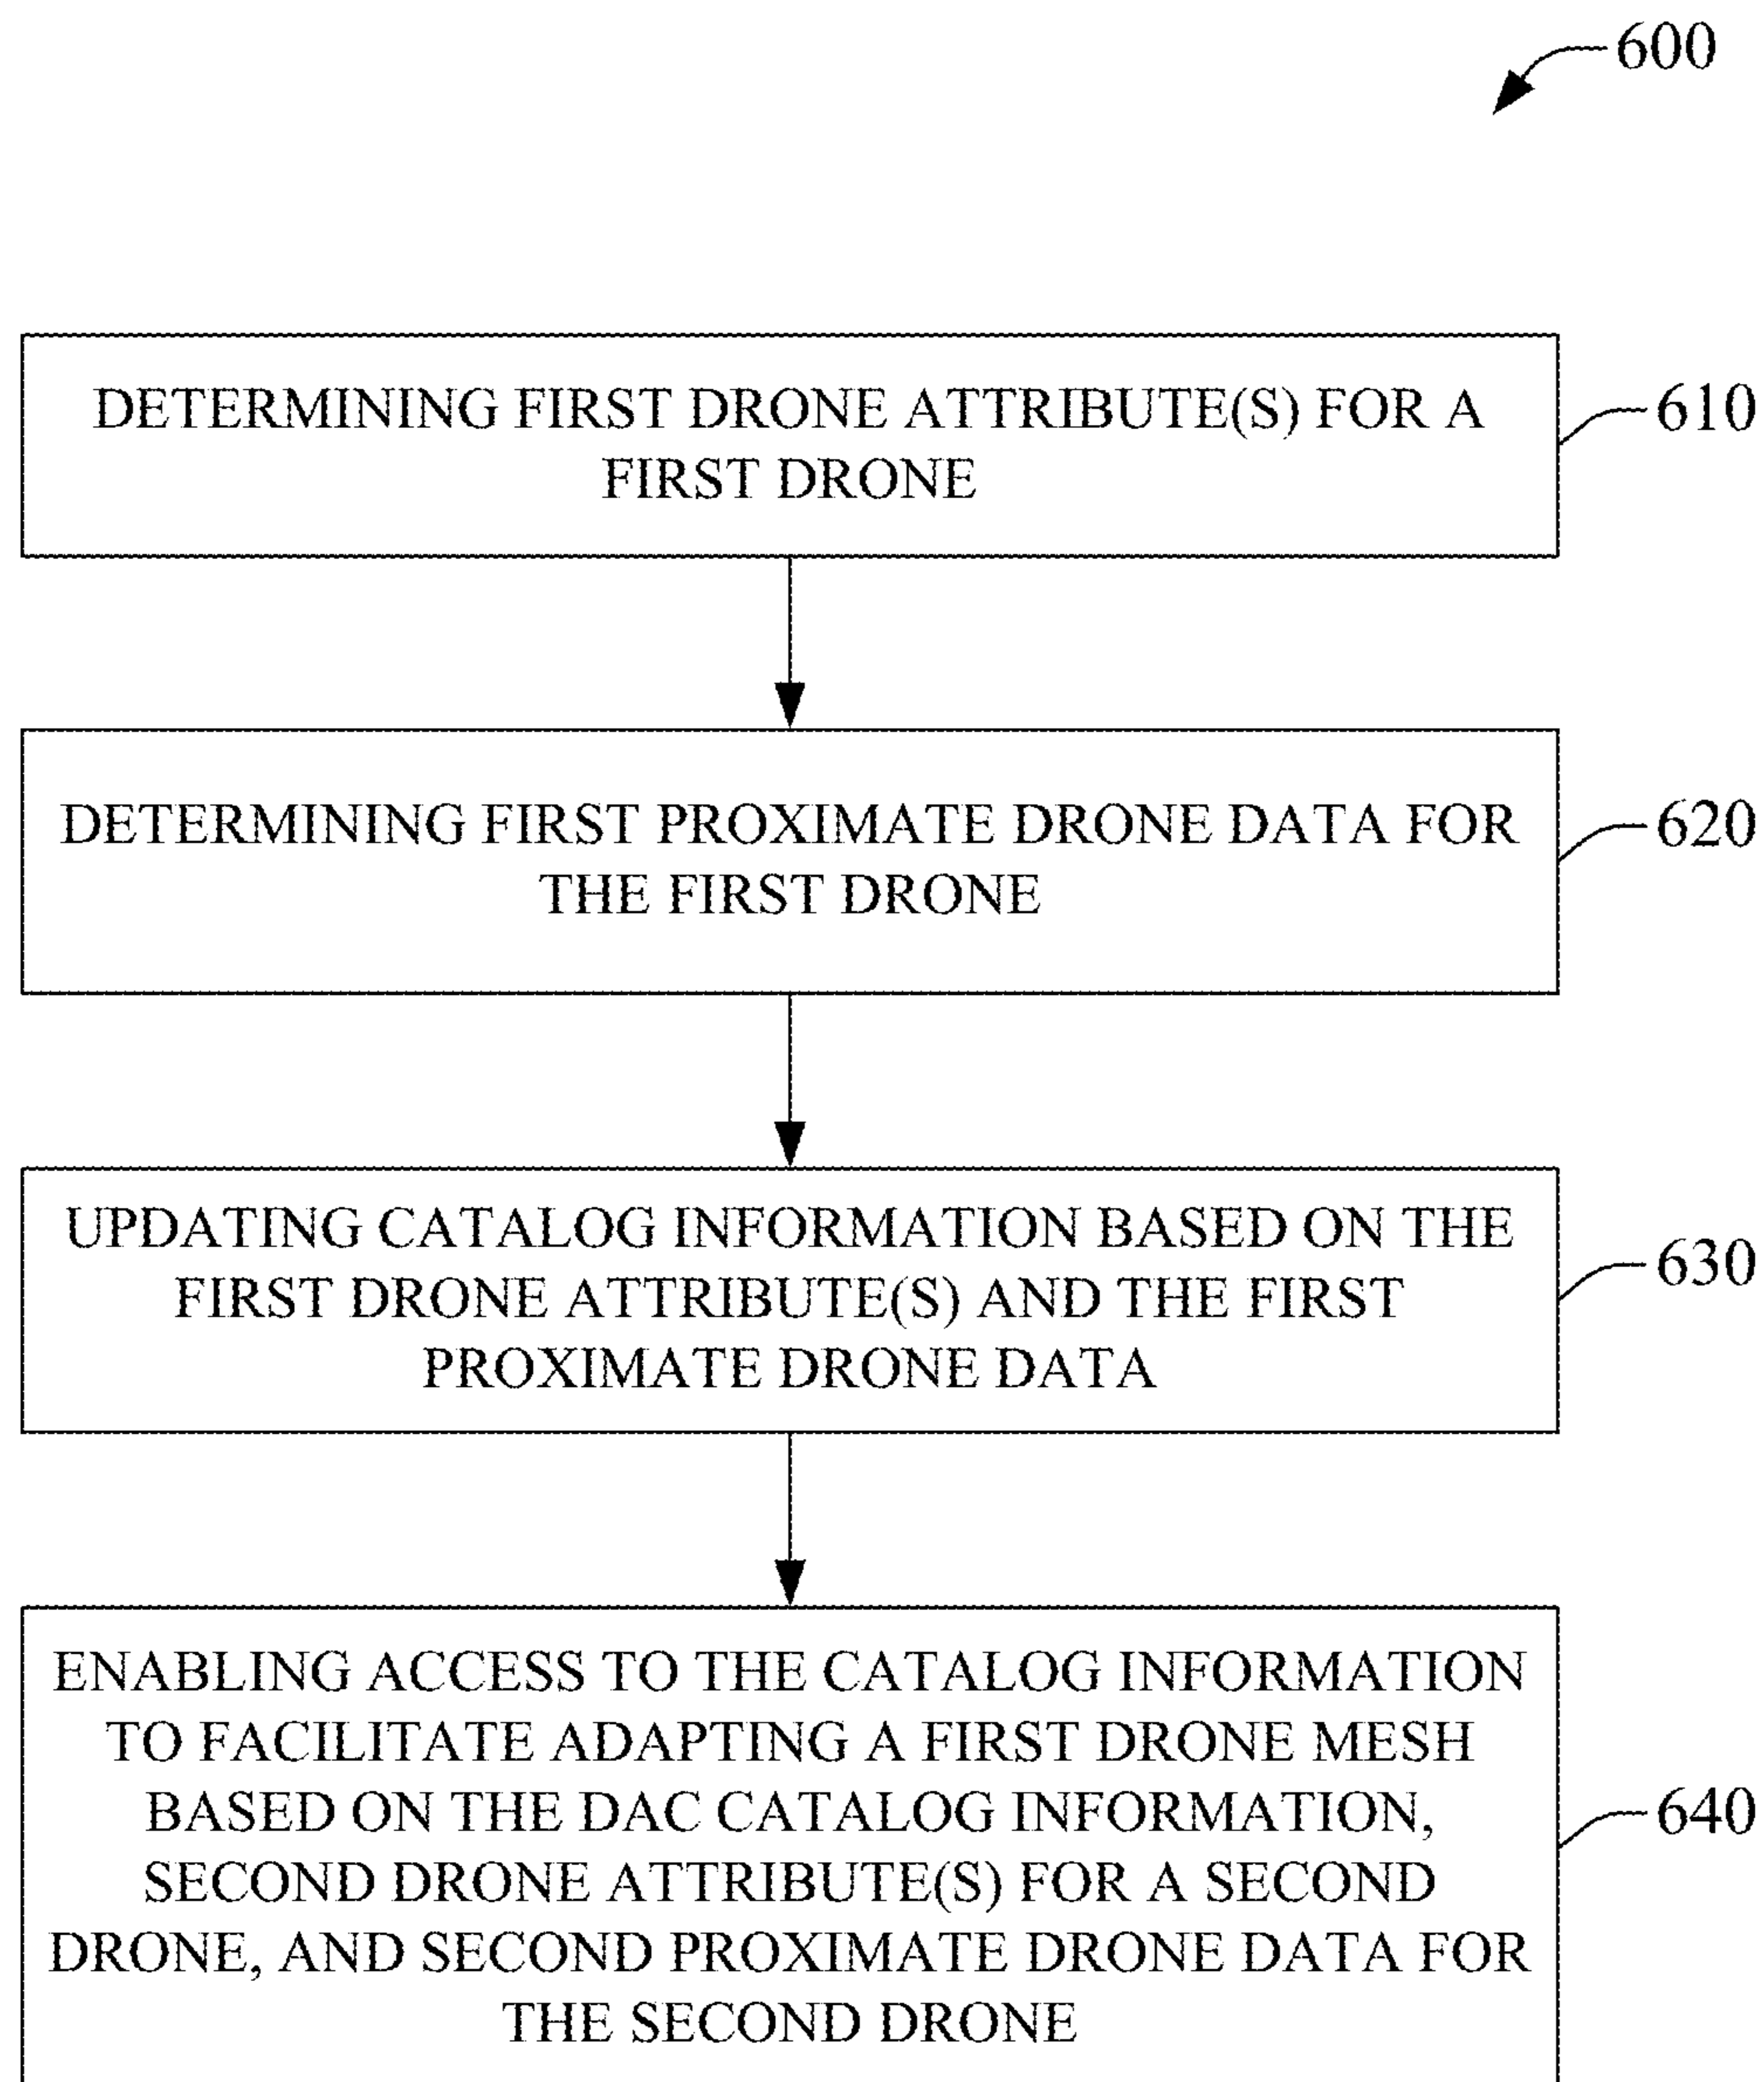 600
DETERMINING FIRST DRONE ATTRIBUTE(S) FOR A
FIRST DRONE
610
DETERMINING FIRST PROXIMATE DRONE DATA FOR
THE FIRST DRONE
620
UPDATING CATALOG INFORMATION BASED ON THE
FIRST DRONE ATTRIBUTE(S) AND THE FIRST
PROXIMATE DRONE DATA
630
ENABLING ACCESS TO THE CATALOG INFORMATION
TO FACILITATE ADAPTING A FIRST DRONE MESH
BASED ON THE DAC CATALOG INFORMATION,
SECOND DRONE ATTRIBUTE(S) FOR A SECOND
DRONE, AND SECOND PROXIMATE DRONE DATA FOR
THE SECOND DRONE
640